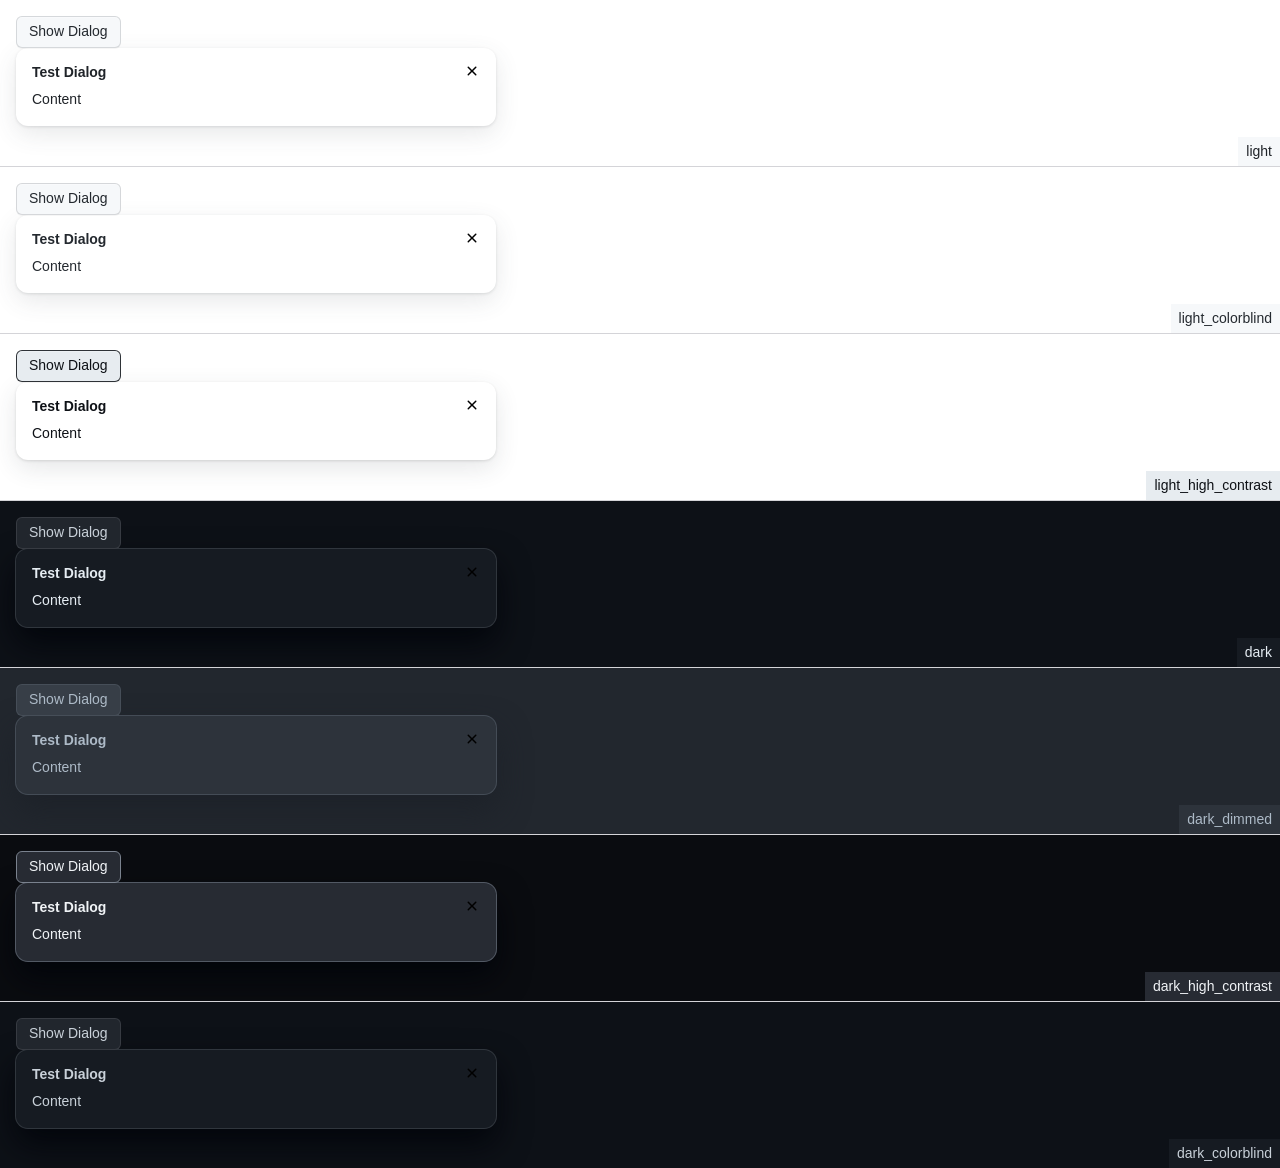 Show Dialog
Test Dialog
Content
light
Show Dialog
Test Dialog
Content
light_colorblind
Show Dialog
Test Dialog
Content
light_high_contrast
Show Dialog
Test Dialog
Content
dark
Show Dialog
Test Dialog
Content
dark_dimmed
Show Dialog
Test Dialog
Content
dark_high_contrast
Show Dialog
Test Dialog
Content
dark_colorblind